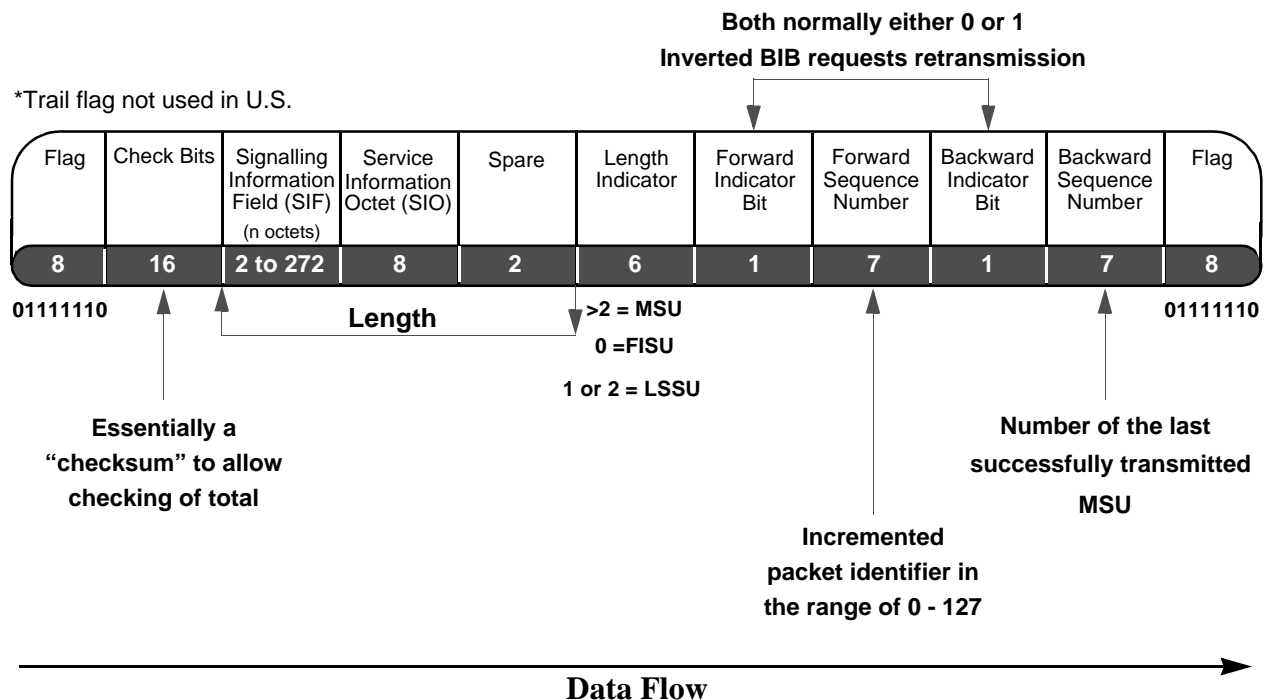 Both normally either 0 or 1
Inverted BIB requests retransmission
*Trail flag not used in U.S.
Flag
Check Bits
Signalling
Information
Field (SIF)
(n octets)
Service
Information
Octet (SIO)
Spare
Length
Indicator
Forward
Indicator
Bit
Forward
Sequence
Number
Backward
Indicator
Bit
Backward
Sequence
Number
Flag
8
16
2 to 272
8
2
6
1
7
1
7
8
01111110
Length
>2 = MSU
0 =FISU
1 or 2 = LSSU
01111110
Essentially a
“checksum” to allow
checking of total
Number of the last
successfully transmitted
MSU
Incremented
packet identifier in
the range of 0 - 127
Data Flow